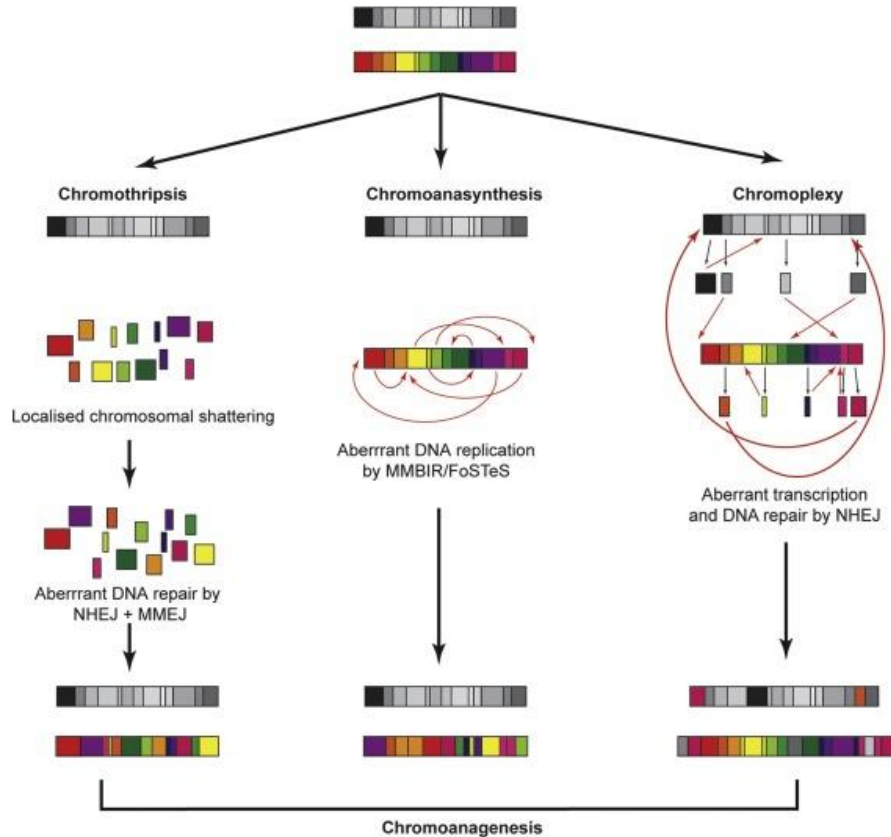 Chromothripsis
Chromoanasynthesis
Chromoplexy
Localised chromosomal shattering
Aberrrant DNA replication
by MMBIR/FoSTeS
Aberrant transcription
and DNA repair by NHEJ
Aberrrant DNA repair by
NHEJ + MMEJ
Chromoanagenesis